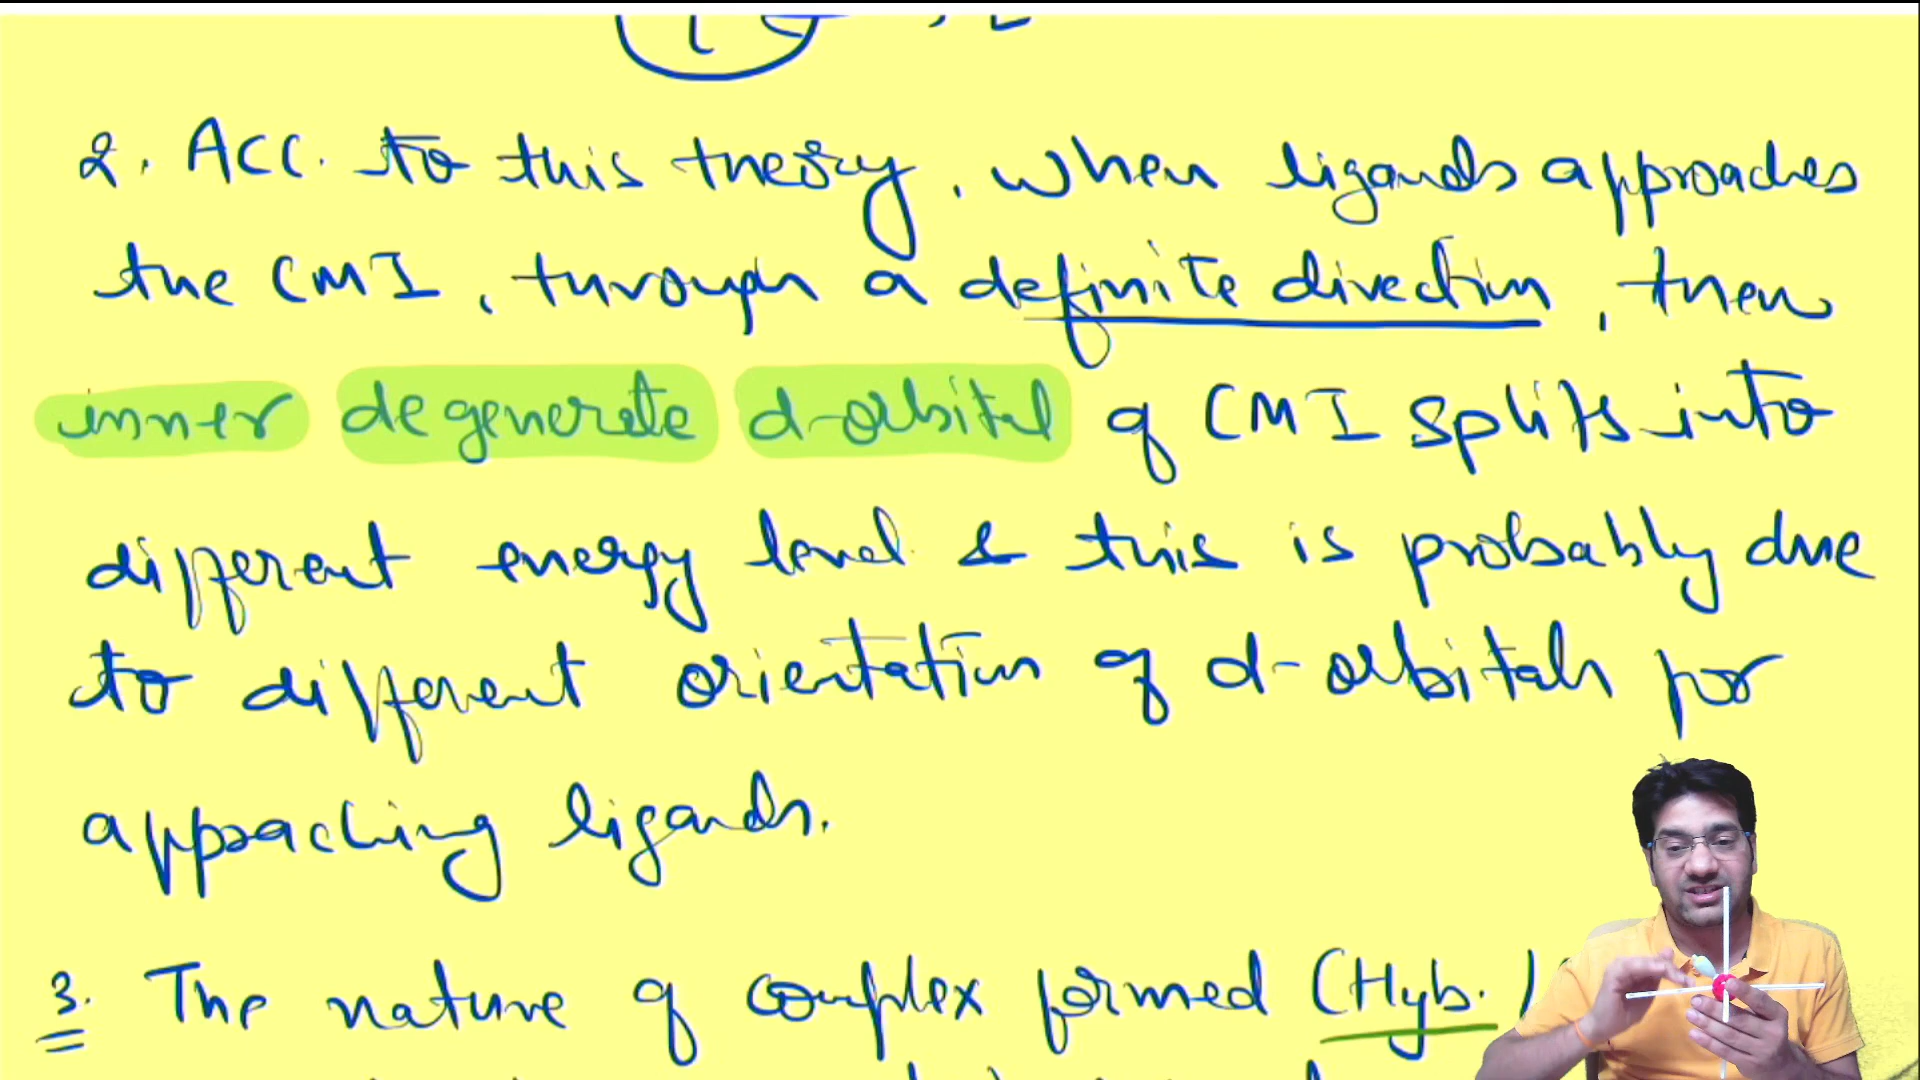 2. Acc. to this theory, when ligands approaches
the CMI, through a definite direction, then
inner degenerate d-orbital of CMI splits into
different energy level & this is probably due
to different orientation of d-orbitals for
approaching ligands.
3. The nature of complex formed (Hyb.